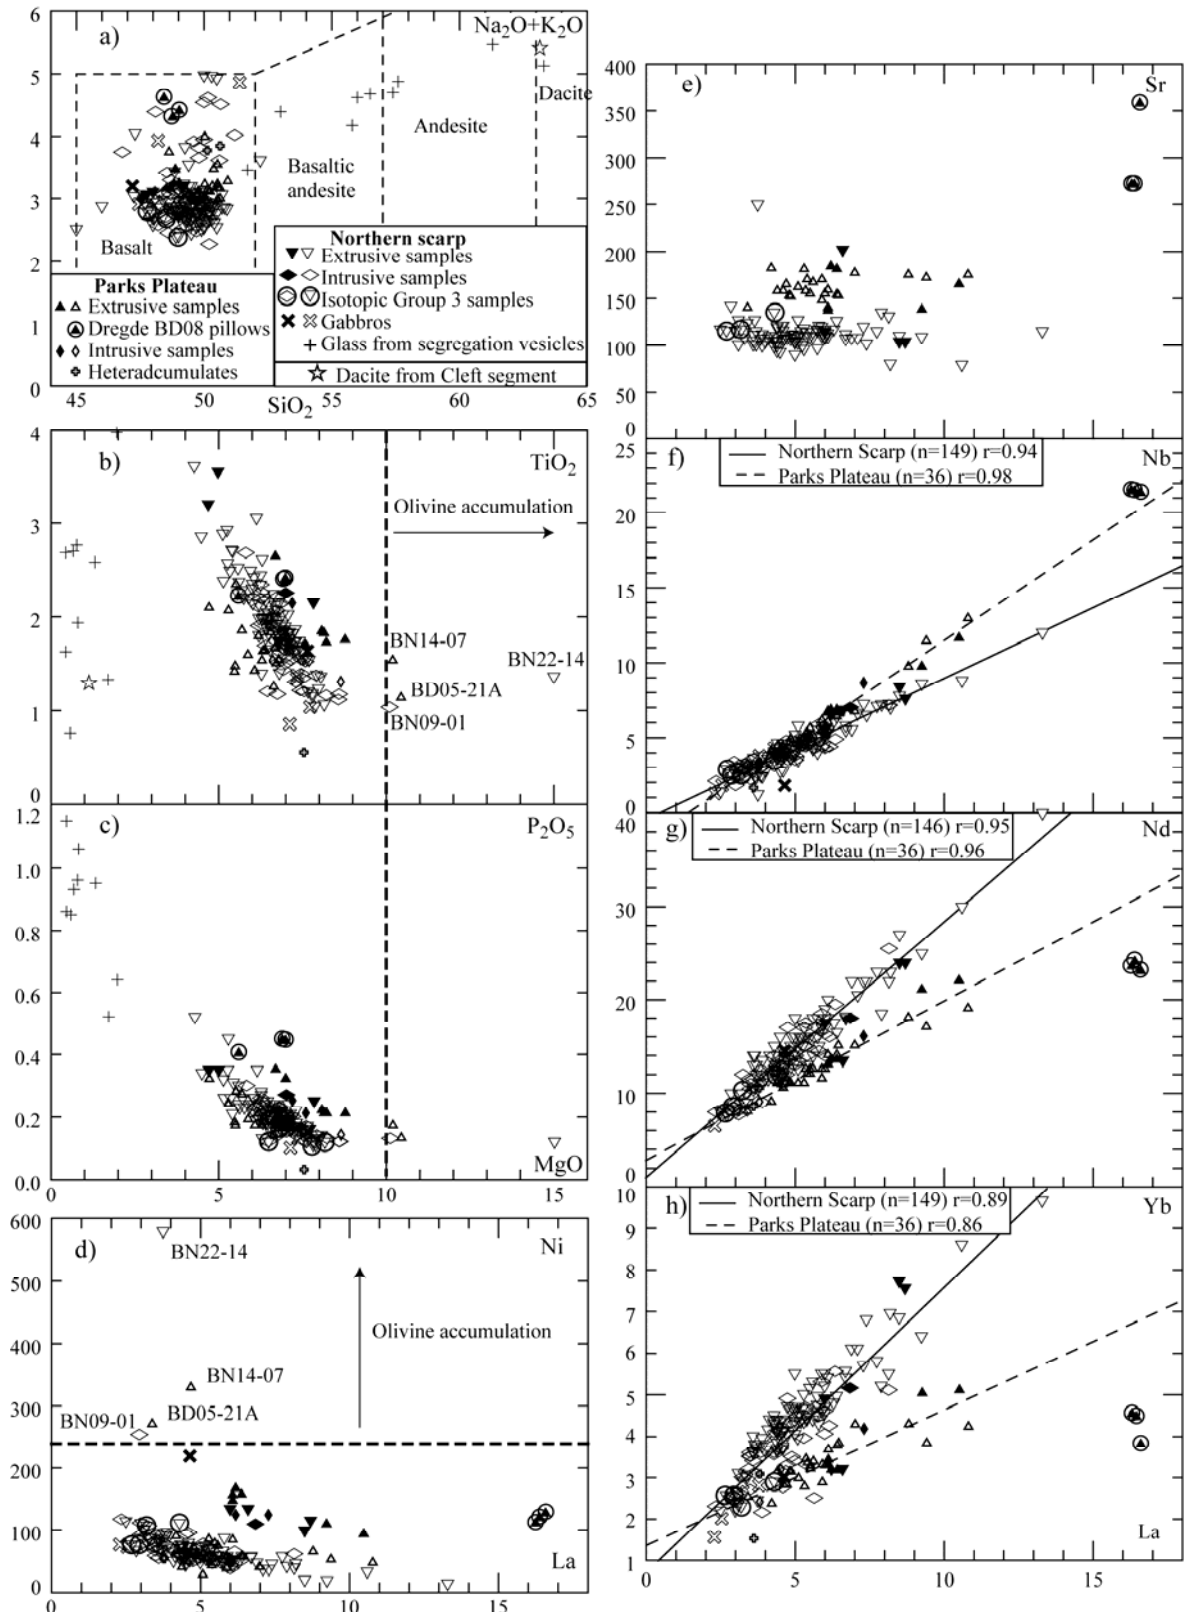 a)
Na2O+K2O
6
5
4
3
2
1
0
Dacite
Andesite
Basaltic
andesite
Basalt
Parks Plateau
Extrusive samples
Dregde BD08 pillows
Intrusive samples
Heteradcumulates
Northern scarp
Extrusive samples
Intrusive samples
Isotopic Group 3 samples
Gabbros
Glass from segregation vesicles
Dacite from Cleft segment
45 50 55 60 65
SiO2
b)
TiO2
4
3
2
1
0
Olivine accumulation
BN14-07
BN22-14
BD05-21A
BN09-01
c)
P2O5
1.2
1.0
0.8
0.6
0.4
0.2
0.0
MgO
0 5 10 15
d)
Ni
600
500
400
300
200
100
0
BN22-14
Olivine accumulation
BN14-07
BD05-21A
BN09-01
La
0 5 10 15
e)
Sr
400
350
300
250
200
150
100
50
0
f)
Nb
Northern Scarp (n=149) r=0.94
Parks Plateau (n=36) r=0.98
25
20
15
10
5
0
g)
Nd
Northern Scarp (n=146) r=0.95
Parks Plateau (n=36) r=0.96
40
30
20
10
0
h)
Yb
Northern Scarp (n=149) r=0.89
Parks Plateau (n=36) r=0.86
10
9
8
7
6
5
4
3
2
1
La
0 5 10 15